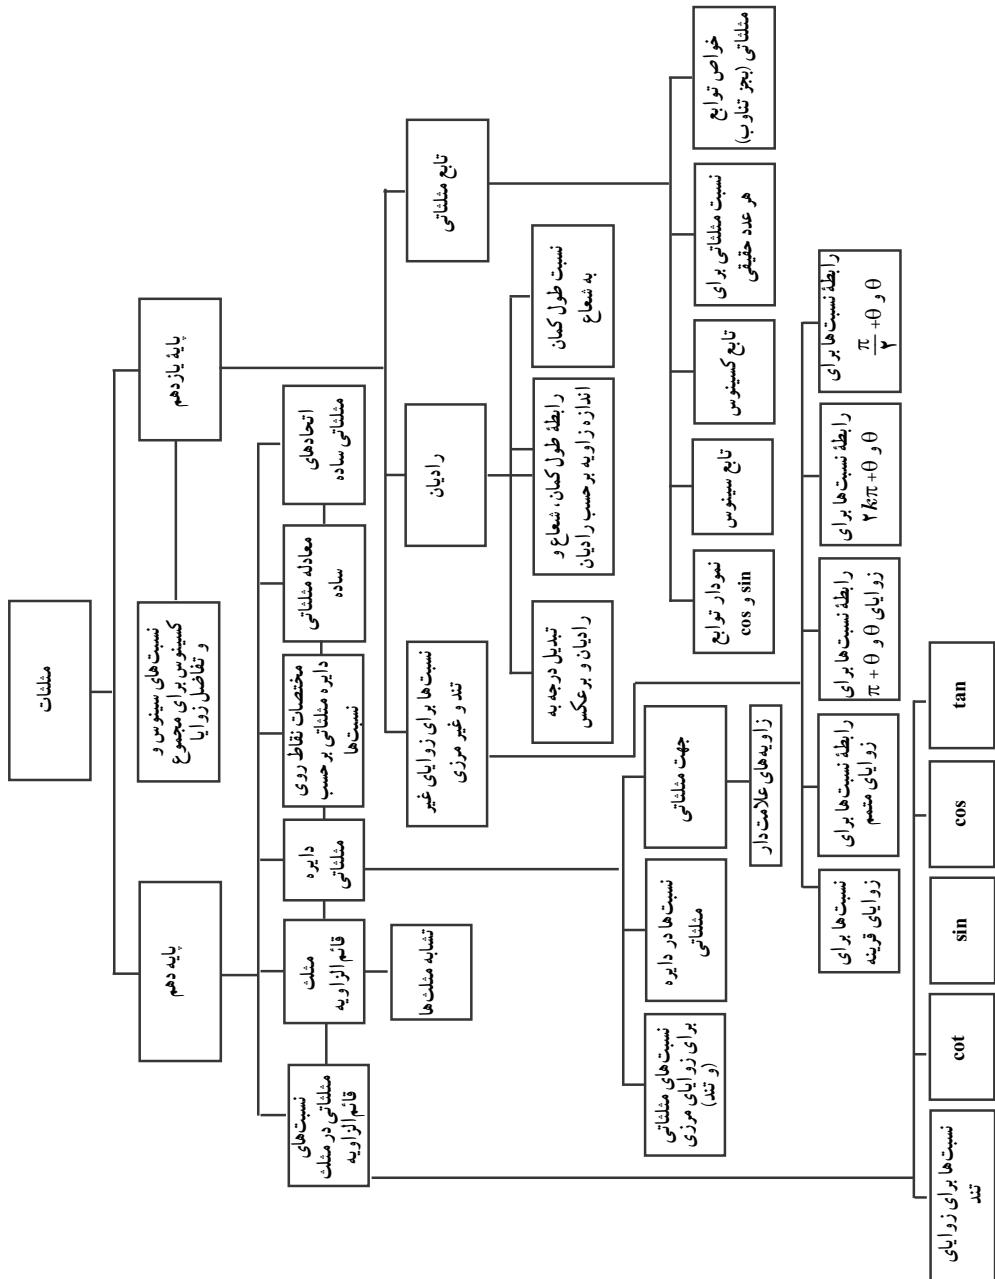 مثلثات
پایه دهم
پایهٔ یازدهم
نسبت‌های سینوس و
کسینوس برای مجموع
و تفاضل زوایا
نسبت‌های
مثلثاتی در مثلث
قائم‌الزاویه
مثلث
قائم‌الزاویه
دایره
مثلثاتی
مختصات نقاط روی
دایره مثلثاتی برحسب
نسبت‌ها
معادله مثلثاتی
ساده
اتحادهای
مثلثاتی ساده
تشابه مثلث‌ها
نسبت‌ها برای زوایای غیر
تند و غیر مرزی
رادیان
تابع مثلثاتی
تبدیل درجه به
رادیان و برعکس
رابطهٔ طول کمان، شعاع و
اندازه زاویه برحسب رادیان
نسبت طول کمان
به شعاع
نسبت‌های مثلثاتی
برای زوایای مرزی
(و تند)
نسبت‌ها در دایره
مثلثاتی
جهت مثلثاتی
زاویه‌های علامت‌دار
نمودار توابع
sin و cos
تابع سینوس
تابع کسینوس
نسبت مثلثاتی برای
هر عدد حقیقی
خواص توابع
مثلثاتی (بجز تناوب)
نسبت‌ها برای
زوایای قرینه
رابطهٔ نسبت‌ها برای
زوایای متمم
رابطهٔ نسبت‌ها برای
زوایای θ و π + θ
رابطهٔ نسبت‌ها برای
θ و ۲kπ + θ
رابطهٔ نسبت‌ها برای
θ و π/۲ + θ
نسبت‌ها برای زوایای
تند
cot
sin
cos
tan